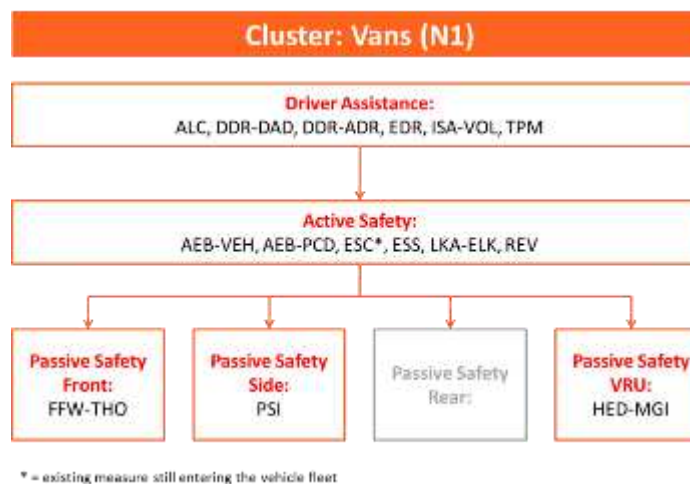 Cluster: Vans (N1)
Driver Assistance:
ALC, DDR-DAD, DDR-ADR, EDR, ISA-VOL, TPM
Active Safety:
AEB-VEH, AEB-PCD, ESC*, ESS, LKA-ELK, REV
Passive Safety
Front:
FFW-THO
Passive Safety
Side:
PSI
Passive Safety
Rear:
Passive Safety
VRU:
HED-MGI
* = existing measure still entering the vehicle fleet